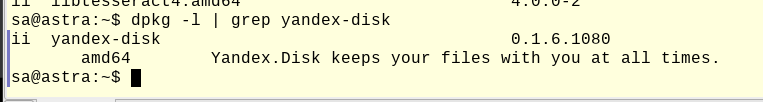 ii  libtesseract4:amd64                           4.0.0-2
sa@astra:~$ dpkg -l | grep yandex-disk
ii  yandex-disk                                   0.1.6.1080
       amd64        Yandex.Disk keeps your files with you at all times.
sa@astra:~$